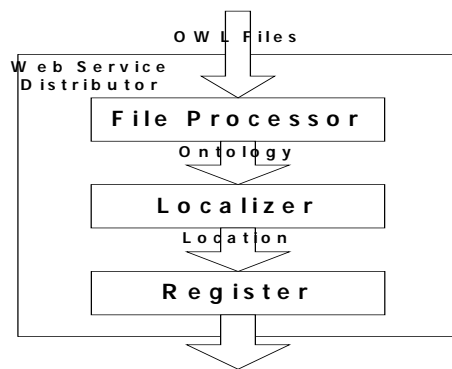 OWL Files
Web Service
Distributor
File Processor
Ontology
Localizer
Location
Register